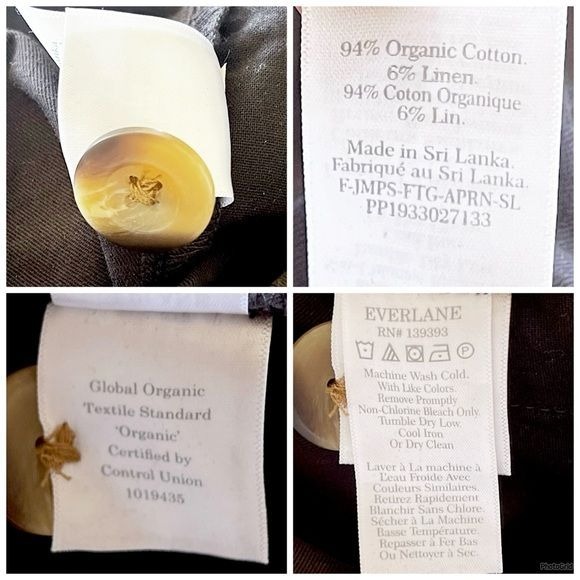 94% Organic Cotton.
6% Linen.
94% Coton Organique
6% Lin.
Made in Sri Lanka.
Fabriqué au Sri Lanka.
F-JMPS-FTG-APRN-SL
PP1933027133
Global Organic
Textile Standard
'Organic'
Certified by
Control Union
1019435
EVERLANE
RN# 139393
Machine Wash Cold.
With Like Colors.
Remove Promptly
Non-Chlorine Bleach Only.
Tumble Dry Low.
Cool Iron
Or Dry Clean
Laver à La machine à
L'eau Froide Avec
Couleurs Similaires.
Retirez Rapidement
Blanchir Sans Chlore.
Sécher à La Machine
Basse Température.
Repasser à Fer Bas
Ou Nettoyer à Sec.
PhotoGrid